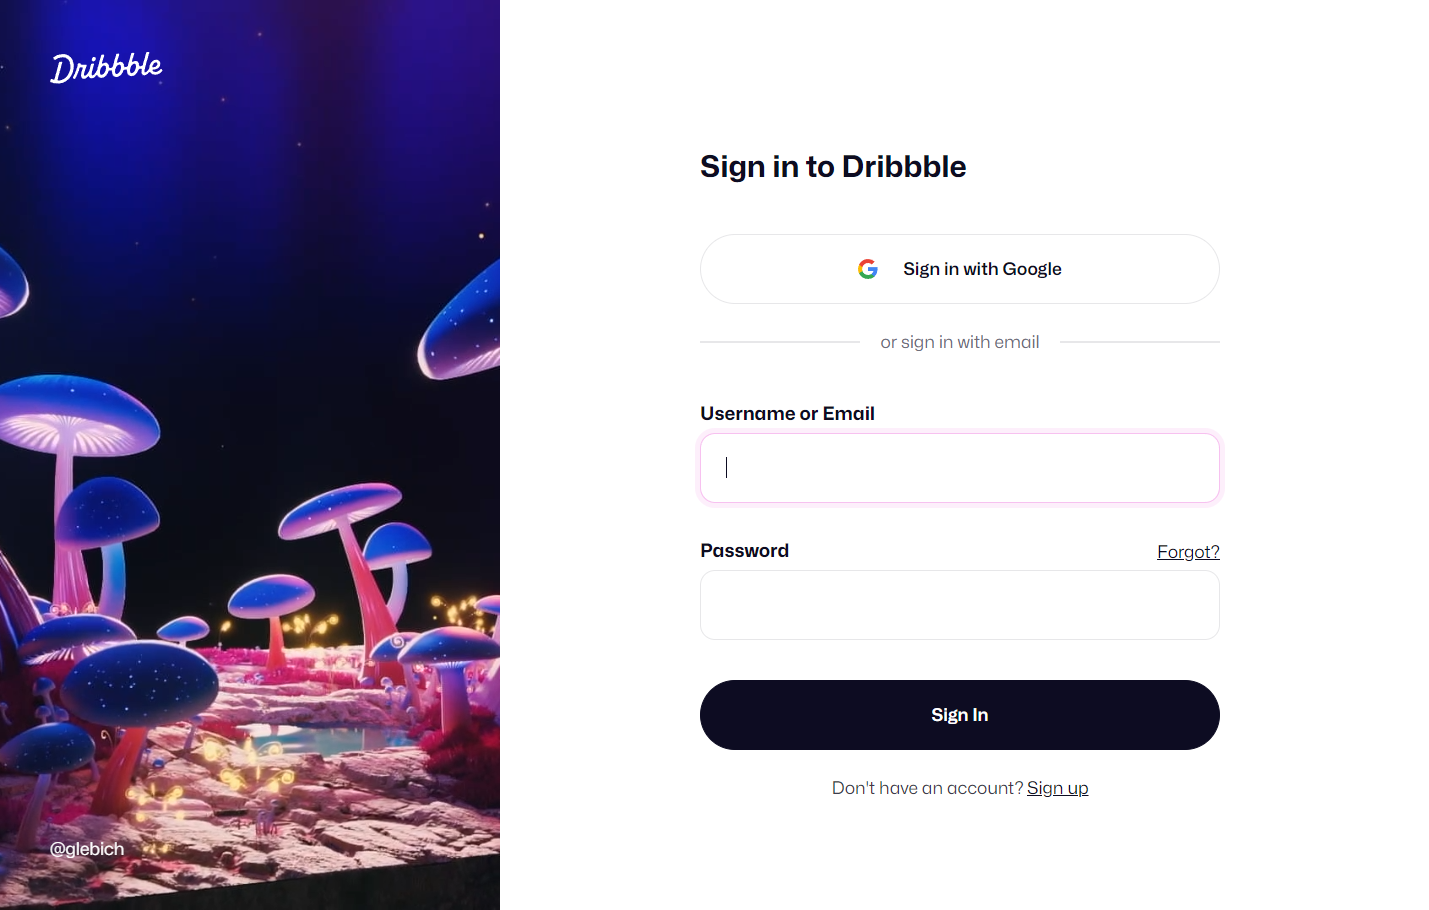 Dribbble
@glebich
Sign in to Dribbble
Sign in with Google
or sign in with email
Username or Email
Password
Forgot?
Sign In
Don't have an account? Sign up